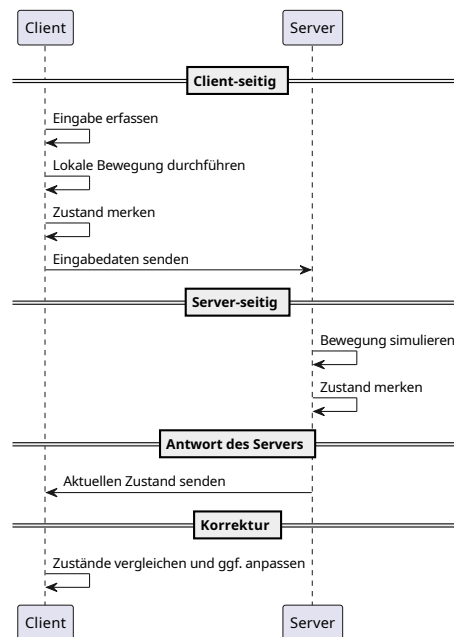 Client Server
Client-seitig
Eingabe erfassen
Lokale Bewegung durchführen
Zustand merken
Eingabedaten senden
Server-seitig
Bewegung simulieren
Zustand merken
Antwort des Servers
Aktuellen Zustand senden
Korrektur
Zustände vergleichen und ggf. anpassen
Client Server